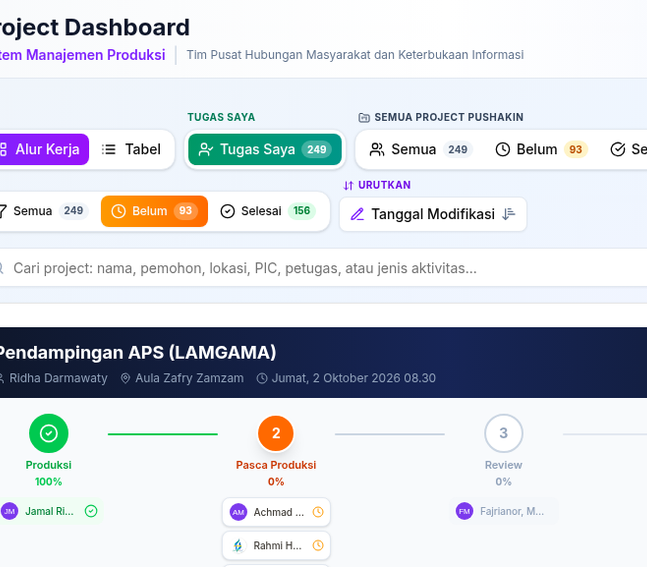 roject Dashboard
tem Manajemen Produksi Tim Pusat Hubungan Masyarakat dan Keterbukaan Informasi
TUGAS SAYA SEMUA PROJECT PUSHAKIN
Alur Kerja Tabel Tugas Saya 249 Semua 249 Belum 93 Se
URUTKAN
Semua 249 Belum 93 Selesai 156 Tanggal Modifikasi
Cari project: nama, pemohon, lokasi, PIC, petugas, atau jenis aktivitas...
Pendampingan APS (LAMGAMA)
Ridha Darmawaty Aula Zafry Zamzam Jumat, 2 Oktober 2026 08.30
2 3
Produksi Pasca Produksi Review
100% 0% 0%
JM Jamal Ri... AM Achmad ... FM Fajrianor, M...
Rahmi H...